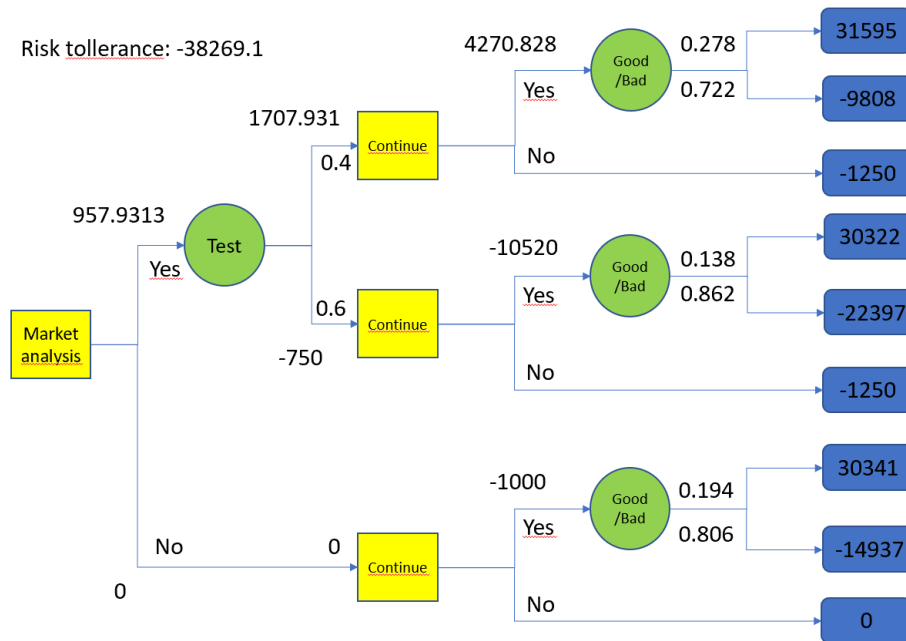 Risk tollerance: -38269.1
4270.828
Yes
Good
/Bad
0.278
0.722
31595
-9808
1707.931
0.4
Continue
No
-1250
957.9313
Yes
Test
-10520
Yes
Good
/Bad
0.138
0.862
30322
-22397
0.6
-750
Continue
No
-1250
Market
analysis
-1000
Yes
Good
/Bad
0.194
0.806
30341
-14937
No
0
0
Continue
No
0